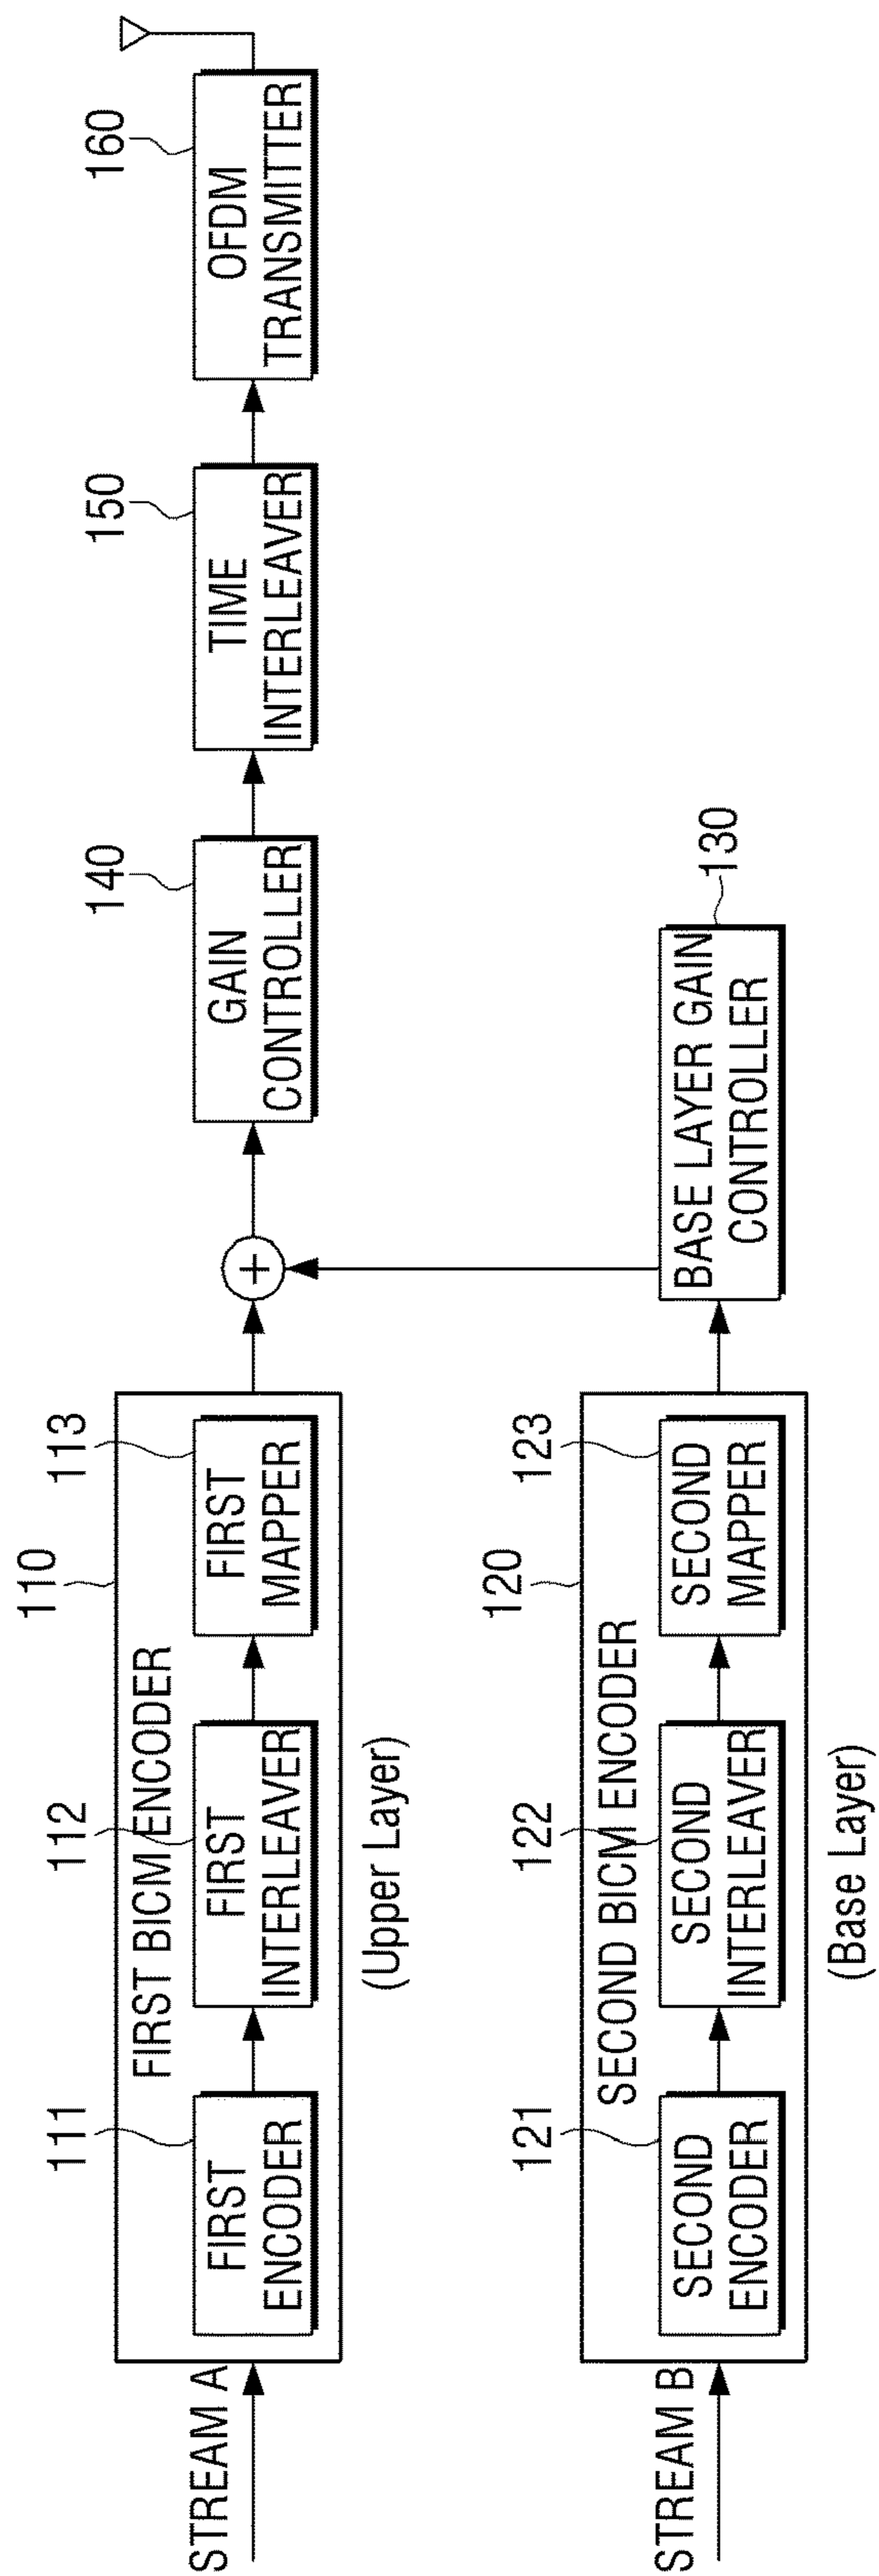 STREAM A
110
FIRST BICM ENCODER
111
FIRST
ENCODER
112
FIRST
INTERLEAVER
113
FIRST
MAPPER
(Upper Layer)
+
140
GAIN
CONTROLLER
150
TIME
INTERLEAVER
160
OFDM
TRANSMITTER
STREAM B
120
SECOND BICM ENCODER
121
SECOND
ENCODER
122
SECOND
INTERLEAVER
123
SECOND
MAPPER
(Base Layer)
130
BASE LAYER GAIN
CONTROLLER